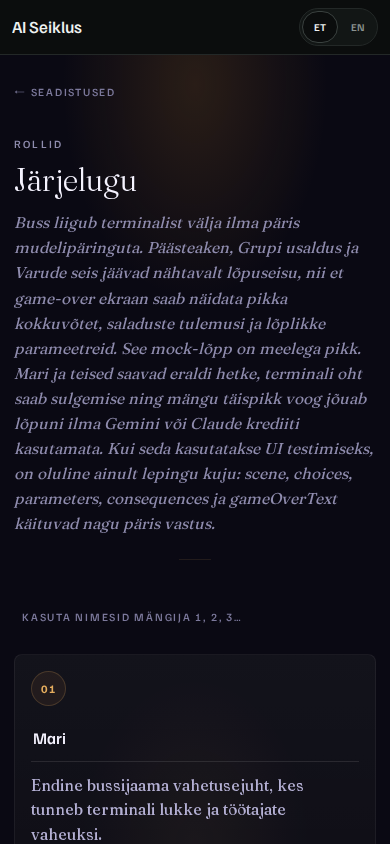 AI Seiklus
ET
EN
← SEADISTUSED
ROLLID
Järjelugu
Buss liigub terminalist välja ilma päris
mudelipäringuta. Päästeaken, Grupi usaldus ja
Varude seis jäävad nähtavalt lõpuseisu, nii et
game-over ekraan saab näidata pikka
kokkuvõtet, saladuste tulemusi ja lõplikke
parameetreid. See mock-lõpp on meelega pikk.
Mari ja teised saavad eraldi hetke, terminali oht
saab sulgemise ning mängu täispikk voog jõuab
lõpuni ilma Gemini või Claude krediiti
kasutamata. Kui seda kasutatakse UI testimiseks,
on oluline ainult lepingu kuju: scene, choices,
parameters, consequences ja gameOverText
käituvad nagu päris vastus.
KASUTA NIMESID MÄNGIJA 1, 2, 3…
01
Mari
Endine bussijaama vahetusejuht, kes
tunneb terminali lukke ja töötajate
vaheuksi.